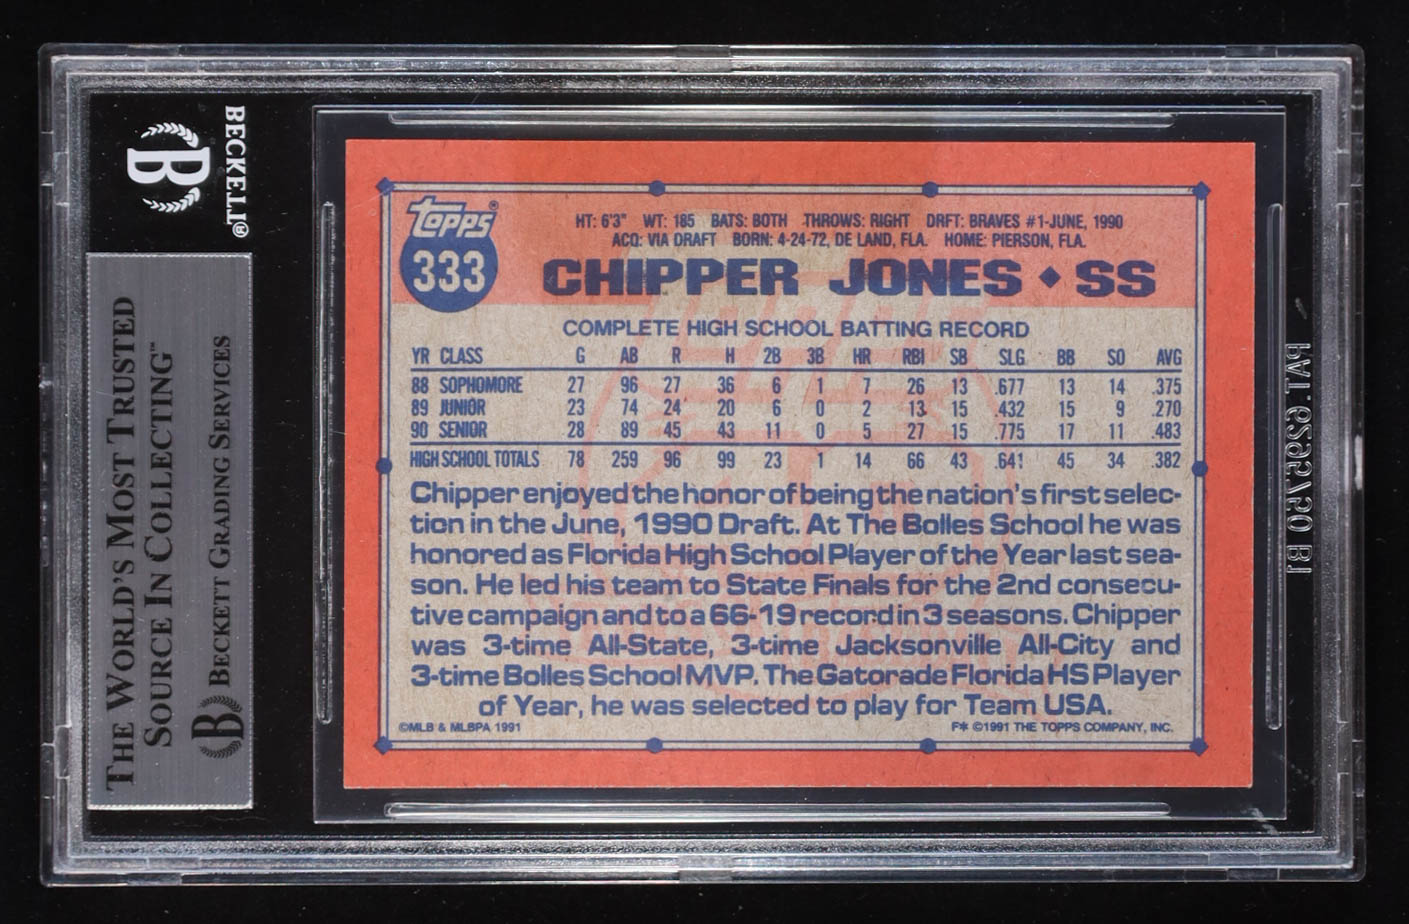 BECKETT®
B
THE WORLD'S MOST TRUSTED
SOURCE IN COLLECTING™
B BECKETT GRADING SERVICES
Topps®
333
HT: 6'3" WT: 185 BATS: BOTH THROWS: RIGHT DRFT: BRAVES #1-JUNE, 1990
ACQ: VIA DRAFT BORN: 4-24-72, DE LAND, FLA. HOME: PIERSON, FLA.
CHIPPER JONES ◆ SS
COMPLETE HIGH SCHOOL BATTING RECORD
YR CLASS G AB R H 2B 3B HR RBI SB SLG BB SO AVG
88 SOPHOMORE 27 96 27 36 6 1 7 26 13 .677 13 14 .375
89 JUNIOR 23 74 24 20 6 0 2 13 15 .432 15 9 .270
90 SENIOR 28 89 45 43 11 0 5 27 15 .775 17 11 .483
HIGH SCHOOL TOTALS 78 259 96 99 23 1 14 66 43 .641 45 34 .382
Chipper enjoyed the honor of being the nation's first selec-
tion in the June, 1990 Draft. At The Bolles School he was
honored as Florida High School Player of the Year last sea-
son. He led his team to State Finals for the 2nd consecu-
tive campaign and to a 66-19 record in 3 seasons. Chipper
was 3-time All-State, 3-time Jacksonville All-City and
3-time Bolles School MVP. The Gatorade Florida HS Player
of Year, he was selected to play for Team USA.
©MLB & MLBPA 1991
F* ©1991 THE TOPPS COMPANY, INC.